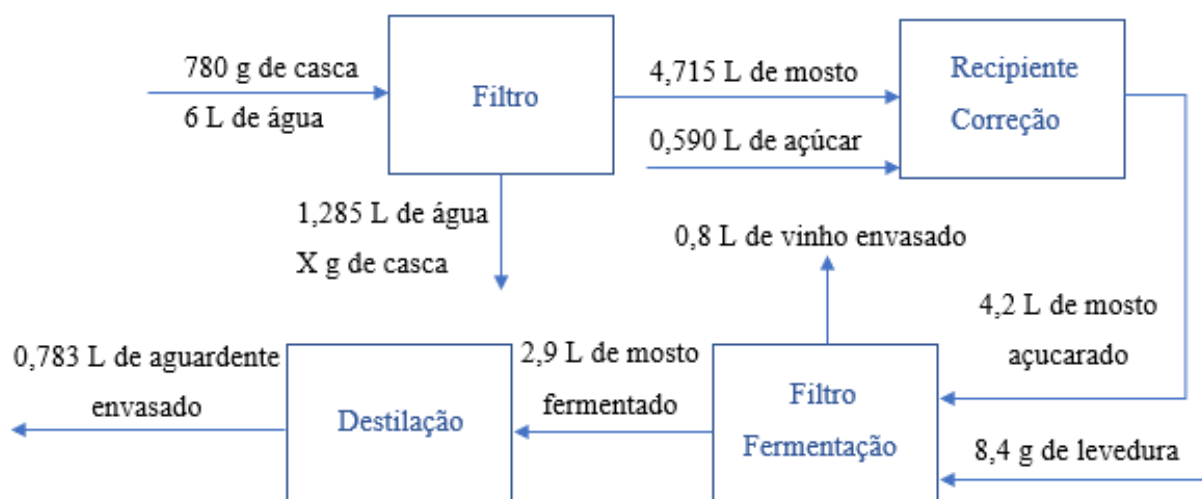 780 g de casca
6 L de água
Filtro
4,715 L de mosto
0,590 L de açúcar
Recipiente
Correção
1,285 L de água
X g de casca
0,8 L de vinho envasado
4,2 L de mosto
açucarado
8,4 g de levedura
Filtro
Fermentação
2,9 L de mosto
fermentado
Destilação
0,783 L de aguardente
envasado